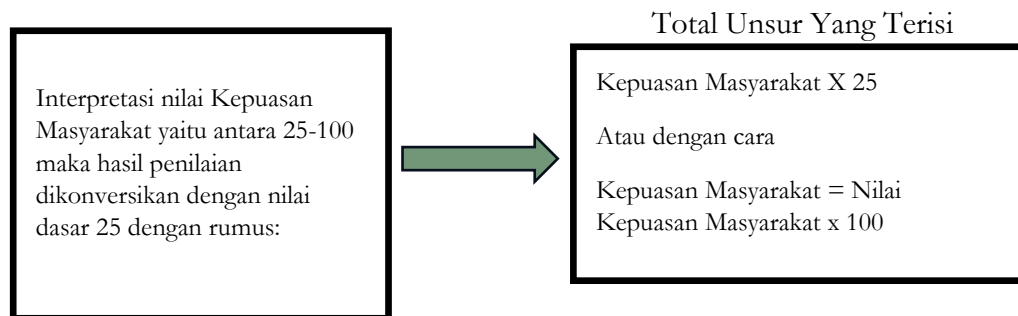 Total Unsur Yang Terisi
Interpretasi nilai Kepuasan
Masyarakat yaitu antara 25-100
maka hasil penilaian
dikonversikan dengan nilai
dasar 25 dengan rumus:
Kepuasan Masyarakat X 25
Atau dengan cara
Kepuasan Masyarakat = Nilai
Kepuasan Masyarakat x 100